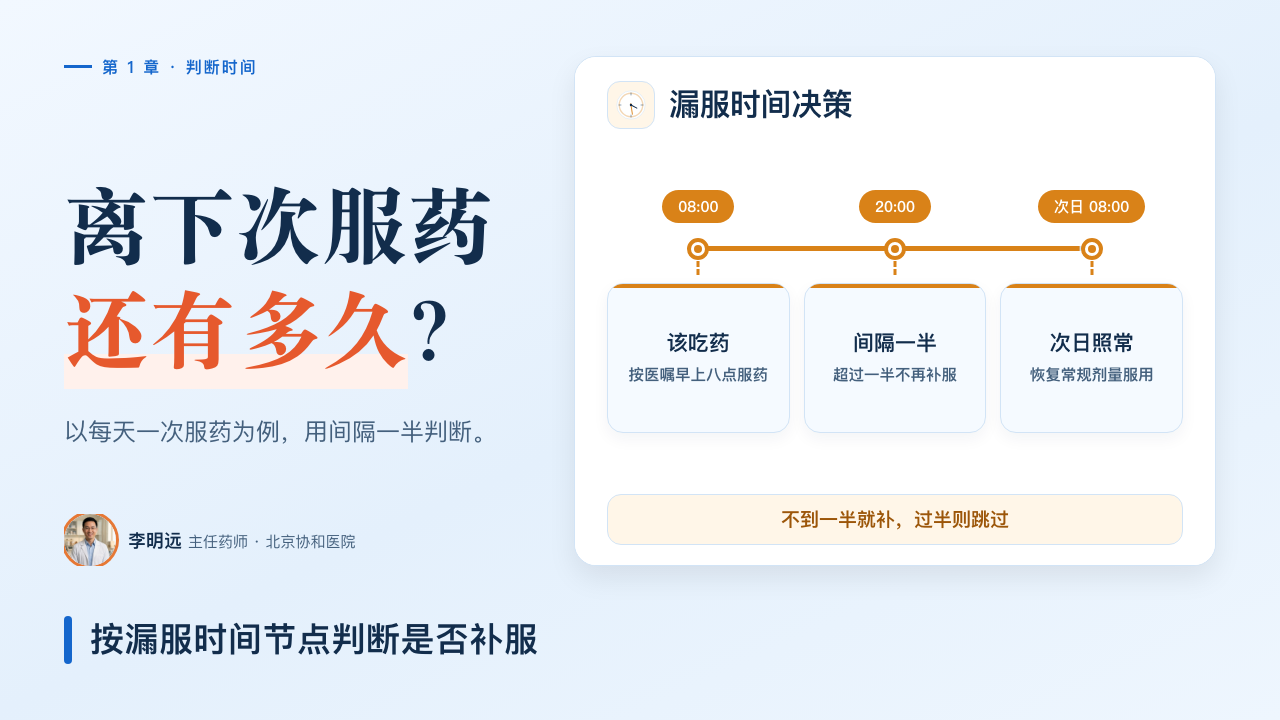 第 1 章 · 判断时间
离下次服药
还有多久？
以每天一次服药为例，用间隔一半判断。
李明远 主任药师 · 北京协和医院
按漏服时间节点判断是否补服
漏服时间决策
08:00
20:00
次日 08:00
该吃药
按医嘱早上八点服药
间隔一半
超过一半不再补服
次日照常
恢复常规剂量服用
不到一半就补，过半则跳过